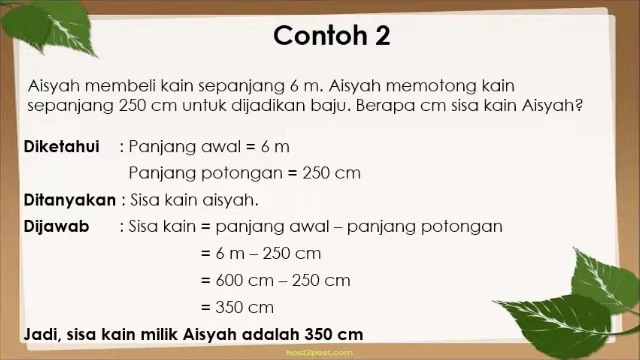 Contoh 2
Aisyah membeli kain sepanjang 6 m. Aisyah memotong kain
sepanjang 250 cm untuk dijadikan baju. Berapa cm sisa kain Aisyah?
Diketahui : Panjang awal = 6 m
Panjang potongan = 250 cm
Ditanyakan : Sisa kain aisyah.
Dijawab : Sisa kain = panjang awal – panjang potongan
= 6 m – 250 cm
= 600 cm – 250 cm
= 350 cm
Jadi, sisa kain milik Aisyah adalah 350 cm
host2post.com